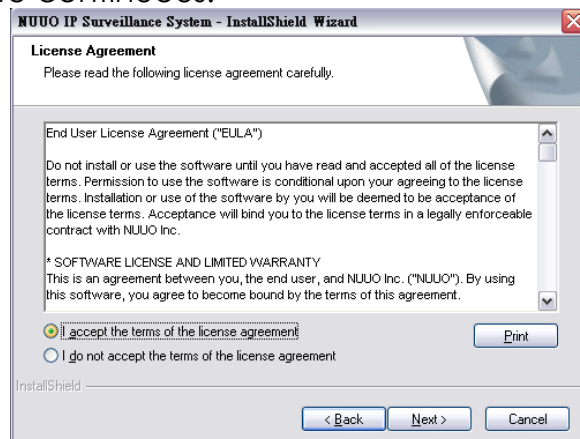 NUUO IP Surveillance System - InstallShield Wizard
License Agreement
Please read the following license agreement carefully.
End User License Agreement ("EULA")
Do not install or use the software until you have read and accepted all of the license
terms. Permission to use the software is conditional upon your agreeing to the license
terms. Installation or use of the software by you will be deemed to be acceptance of
the license terms. Acceptance will bind you to the license terms in a legally enforceable
contract with NUUO Inc.
* SOFTWARE LICENSE AND LIMITED WARRANTY
This is an agreement between you, the end user, and NUUO Inc. ("NUUO"). By using
this software, you agree to become bound by the terms of this agreement.
I accept the terms of the license agreement
Print
I do not accept the terms of the license agreement
InstallShield
< Back
Next >
Cancel